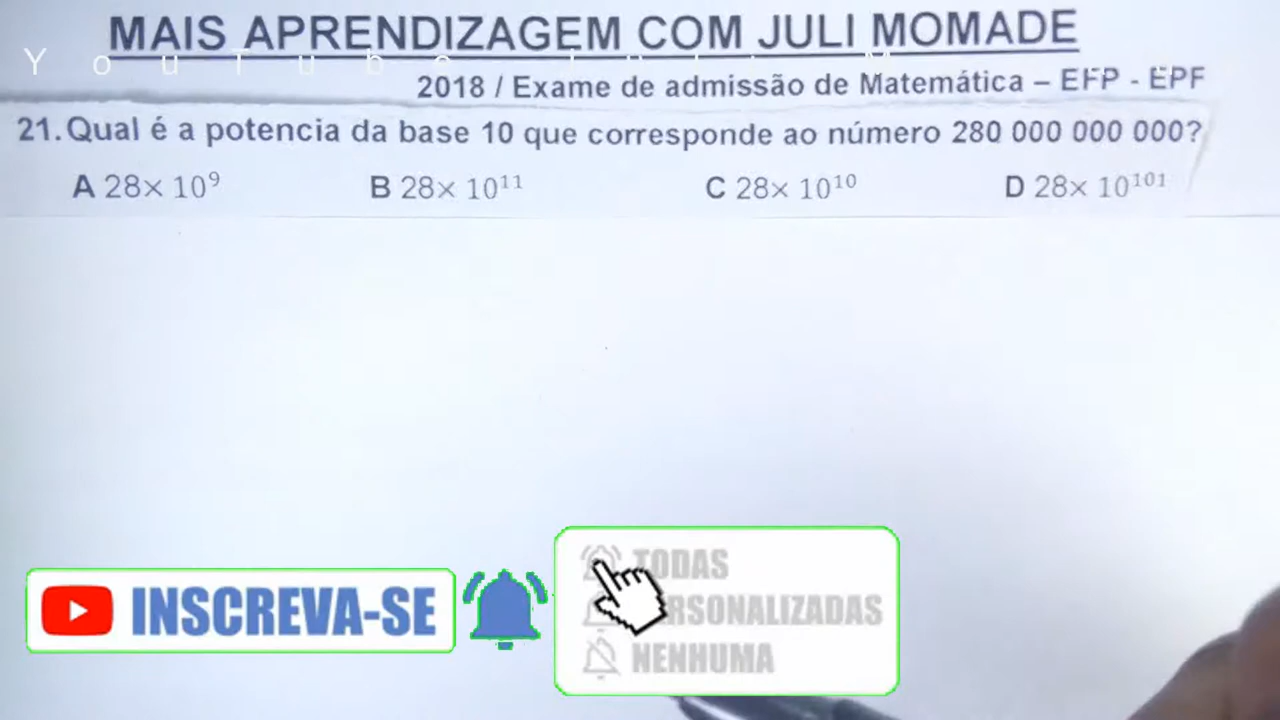 MAIS APRENDIZAGEM COM JULI MOMADE
YouTube
2018 / Exame de admissão de Matemática – EFP - EPF
21. Qual é a potencia da base 10 que corresponde ao número 280 000 000 000?
A 28× 10⁹ B 28× 10¹¹ C 28× 10¹⁰ D 28× 10¹⁰¹
TODAS
INSCREVA-SE
NENHUMA